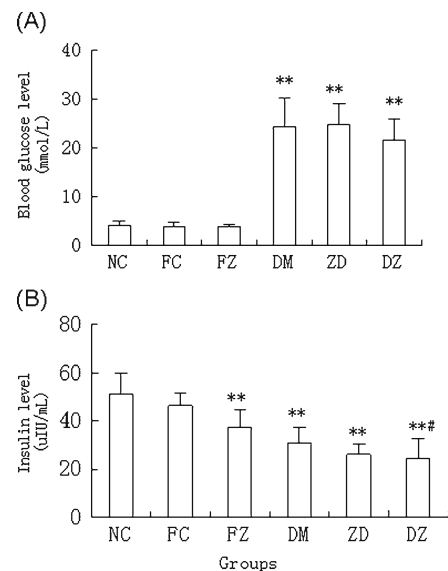 (A)
Blood glucose level
(mmol/L)
40
30
20
10
0
** ** **
NC FC FZ DM ZD DZ
(B)
Insulin level
(uIU/mL)
80
60
40
20
0
** ** ** **#
NC FC FZ DM ZD DZ
Groups